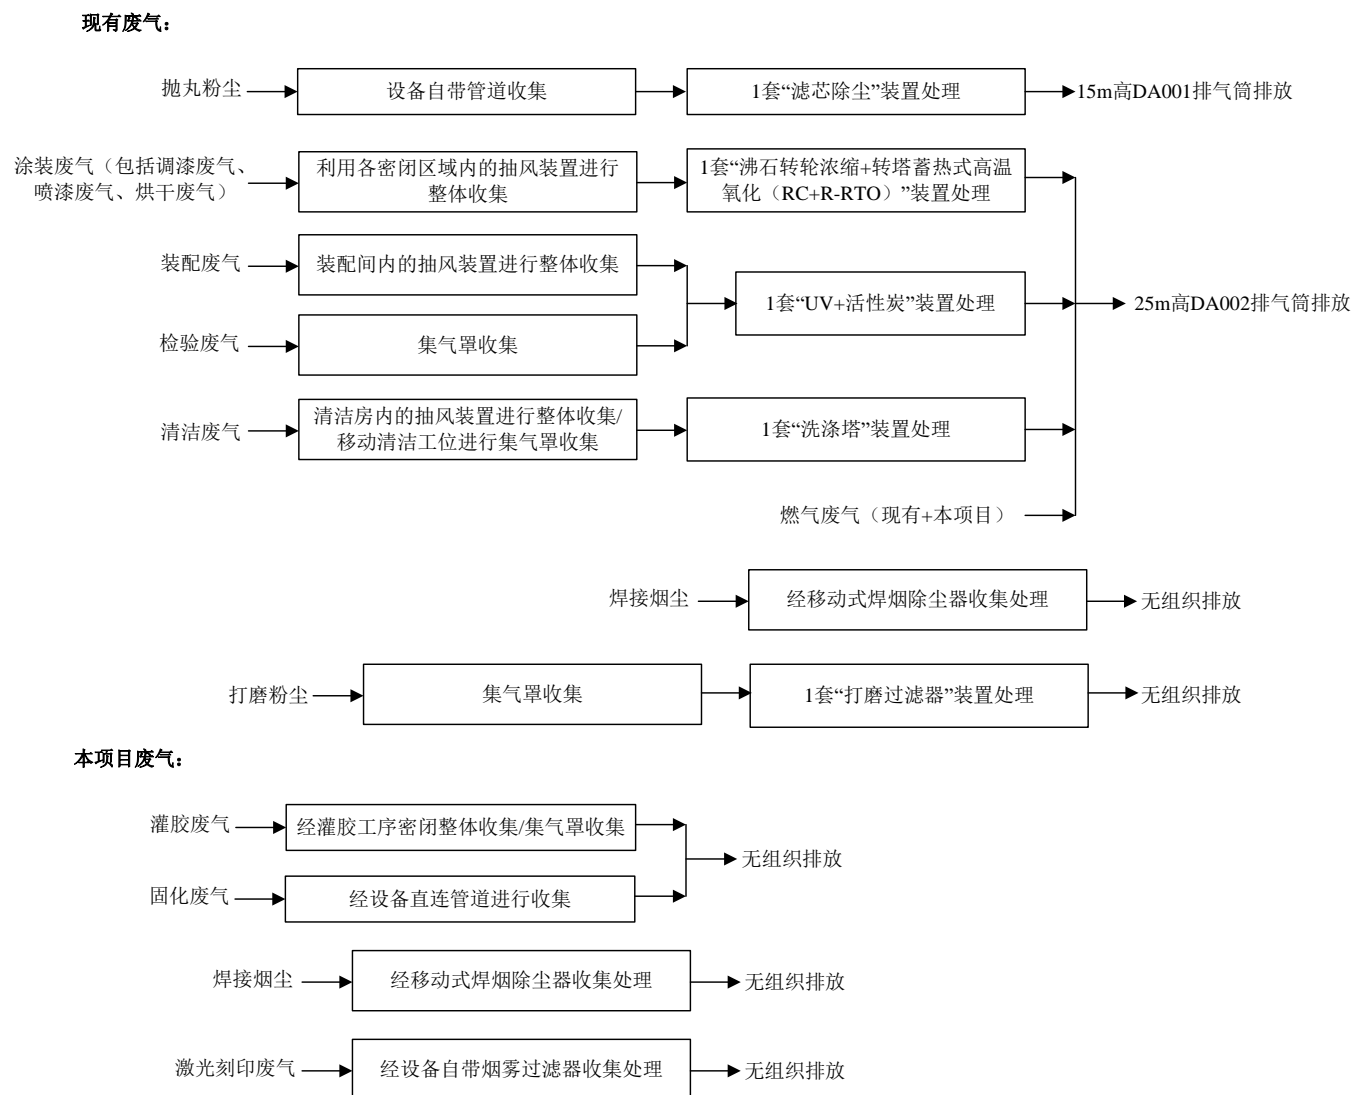 现有废气：
抛丸粉尘
设备自带管道收集
1套“滤芯除尘”装置处理
15m高DA001排气筒排放
涂装废气（包括调漆废气、
喷漆废气、烘干废气）
利用各密闭区域内的抽风装置进行
整体收集
1套“沸石转轮浓缩+转塔蓄热式高温
氧化（RC+R-RTO）”装置处理
装配废气
装配间内的抽风装置进行整体收集
检验废气
集气罩收集
1套“UV+活性炭”装置处理
25m高DA002排气筒排放
清洁废气
清洁房内的抽风装置进行整体收集/
移动清洁工位进行集气罩收集
1套“洗涤塔”装置处理
燃气废气（现有+本项目）
焊接烟尘
经移动式焊烟除尘器收集处理
无组织排放
打磨粉尘
集气罩收集
1套“打磨过滤器”装置处理
无组织排放
本项目废气：
灌胶废气
经灌胶工序密闭整体收集/集气罩收集
固化废气
经设备直连管道进行收集
无组织排放
焊接烟尘
经移动式焊烟除尘器收集处理
无组织排放
激光刻印废气
经设备自带烟雾过滤器收集处理
无组织排放